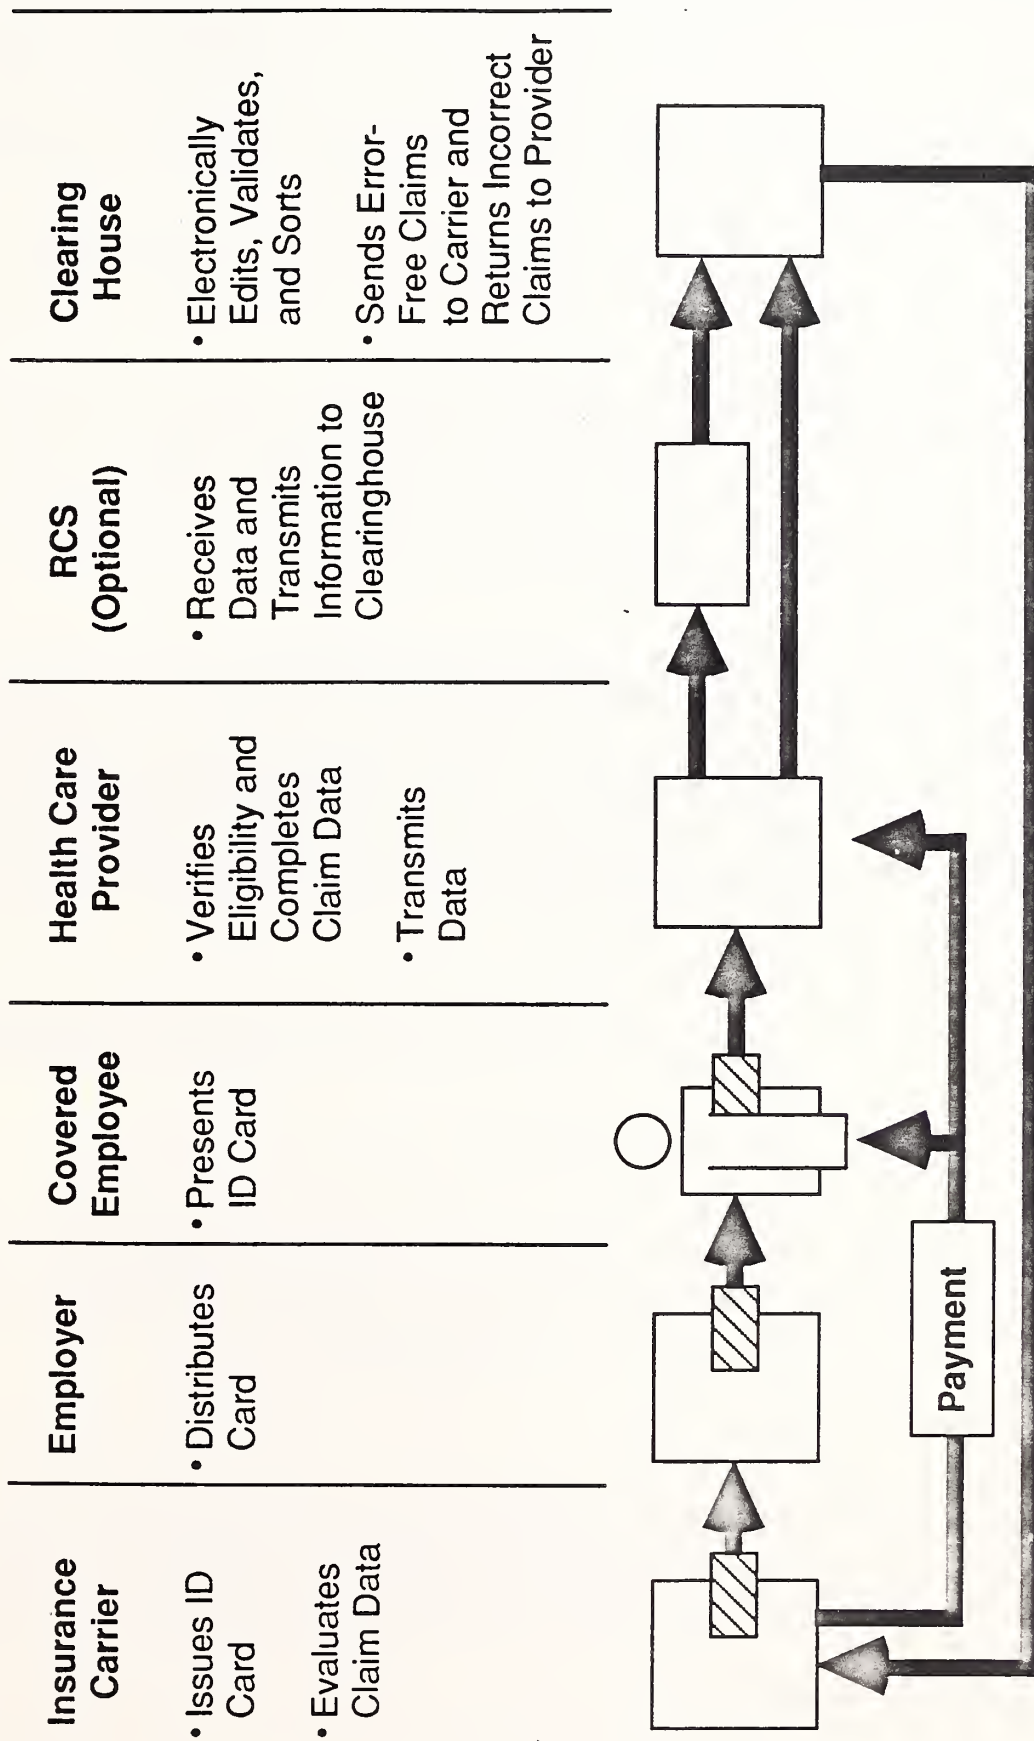 Insurance
Carrier
• Issues ID
Card
• Evaluates
Claim Data
Employer
• Distributes
Card
Covered
Employee
• Presents
ID Card
Health Care
Provider
• Verifies
Eligibility and
Completes
Claim Data
• Transmits
Data
RCS
(Optional)
• Receives
Data and
Transmits
Information to
Clearinghouse
Clearing
House
• Electronically
Edits, Validates,
and Sorts
• Sends Error-
Free Claims
to Carrier and
Returns Incorrect
Claims to Provider
Payment